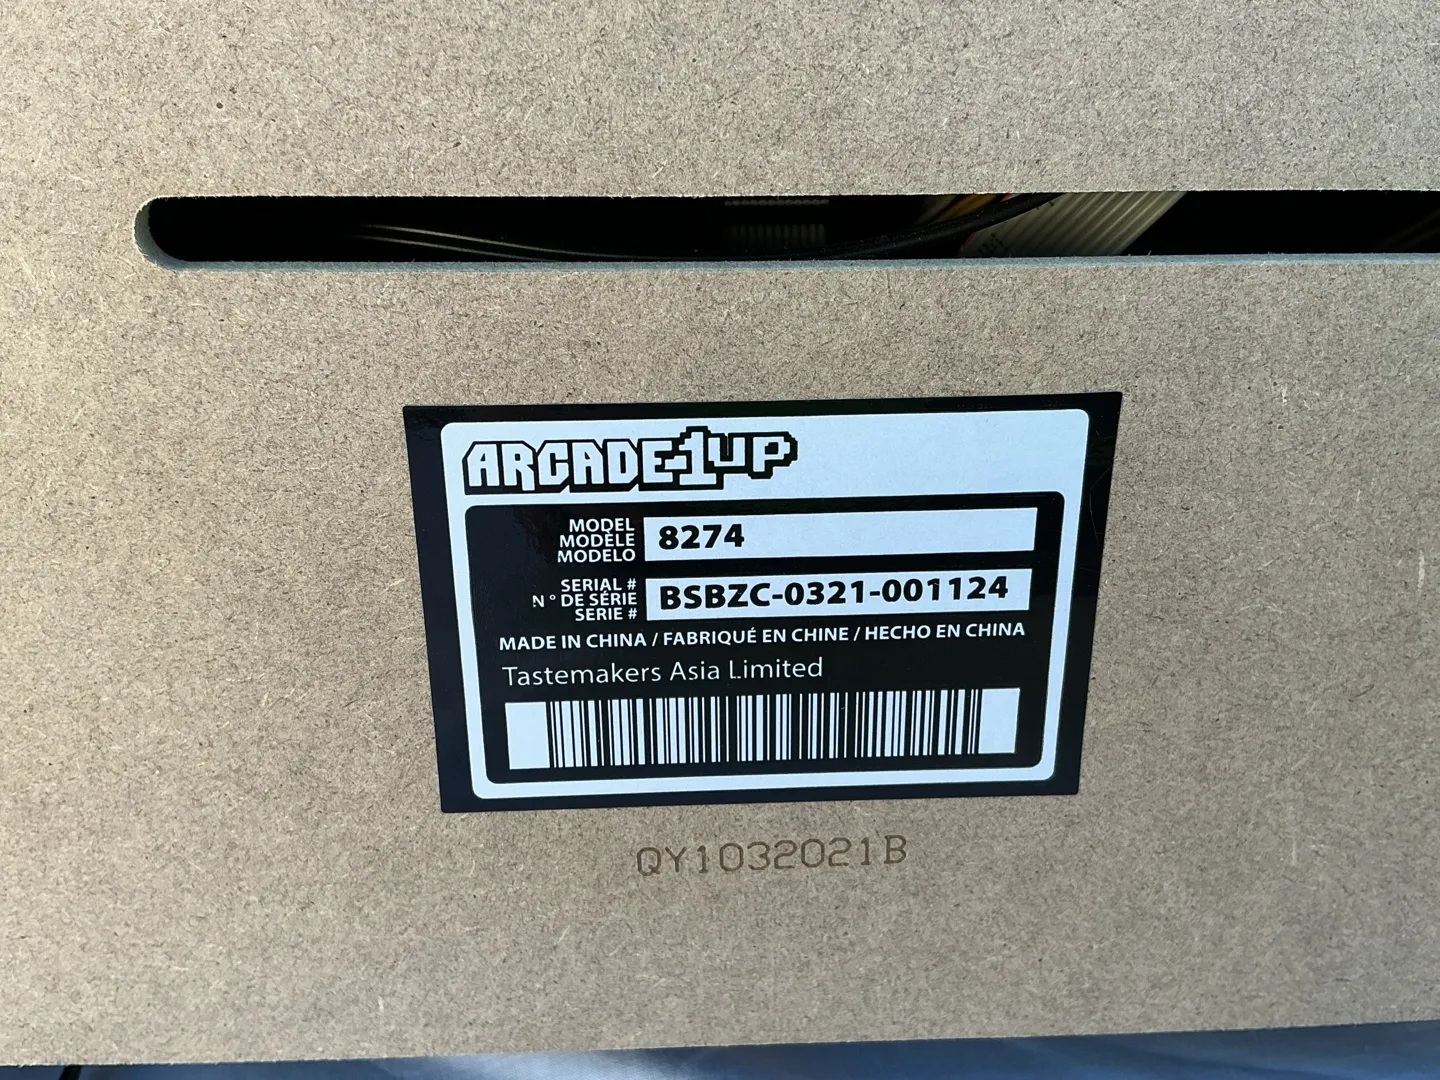 ARCADE1UP
MODEL
MODÈLE
MODELO
8274
SERIAL #
N° DE SÉRIE
SERIE #
BSBZC-0321-001124
MADE IN CHINA / FABRIQUÉ EN CHINE / HECHO EN CHINA
Tastemakers Asia Limited
QY1032021B